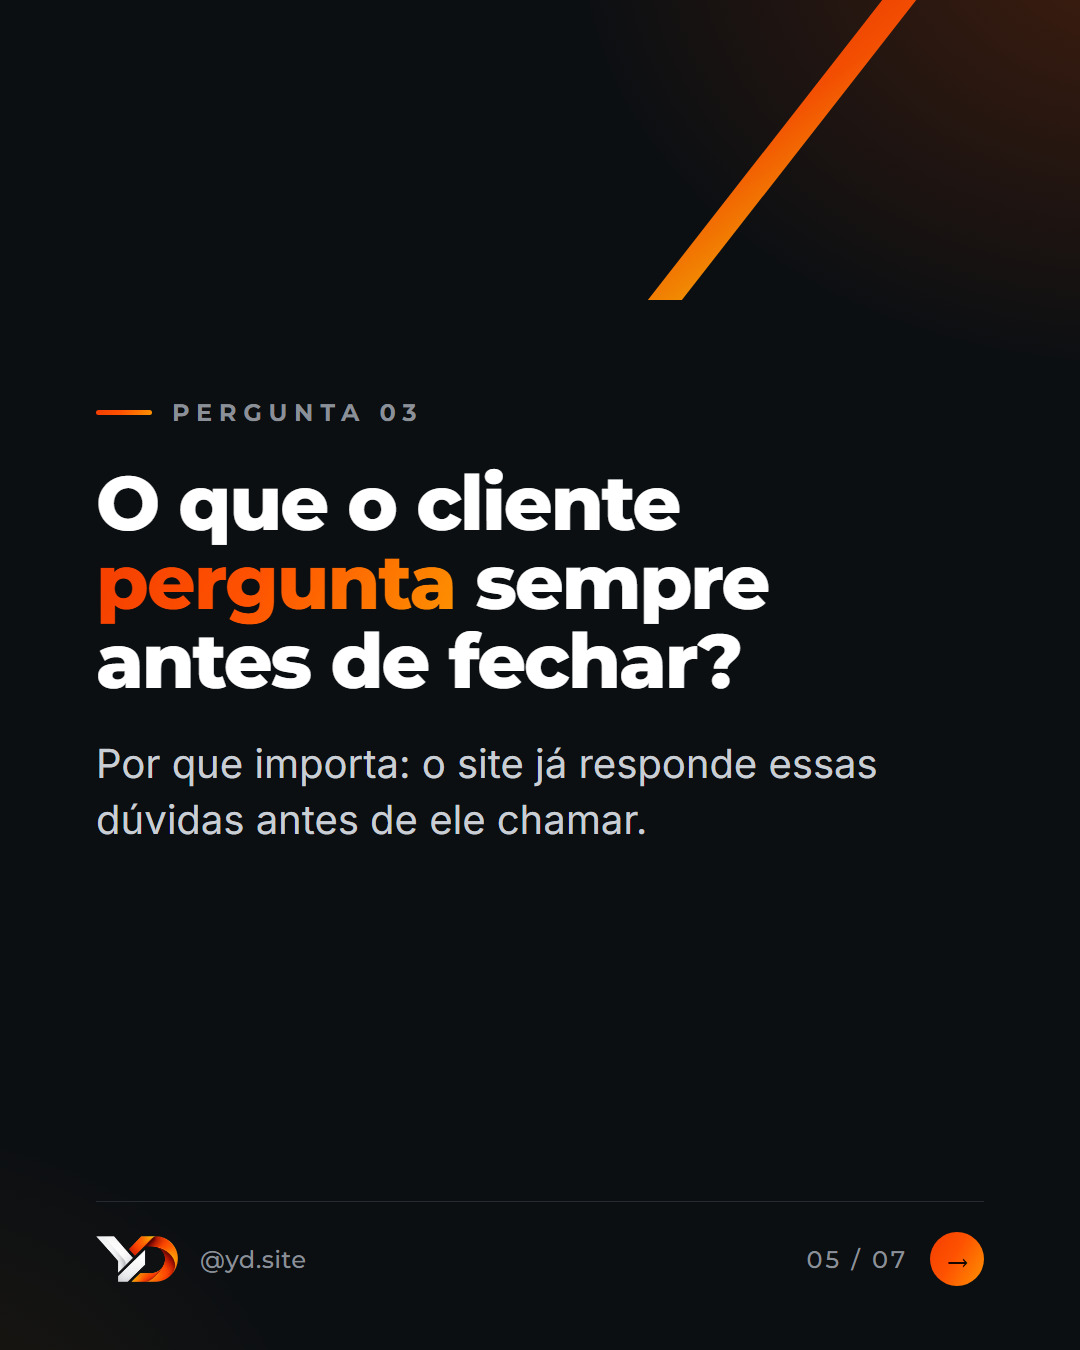 PERGUNTA 03
O que o cliente
pergunta sempre
antes de fechar?
Por que importa: o site já responde essas
dúvidas antes de ele chamar.
YD @yd.site 05 / 07 →